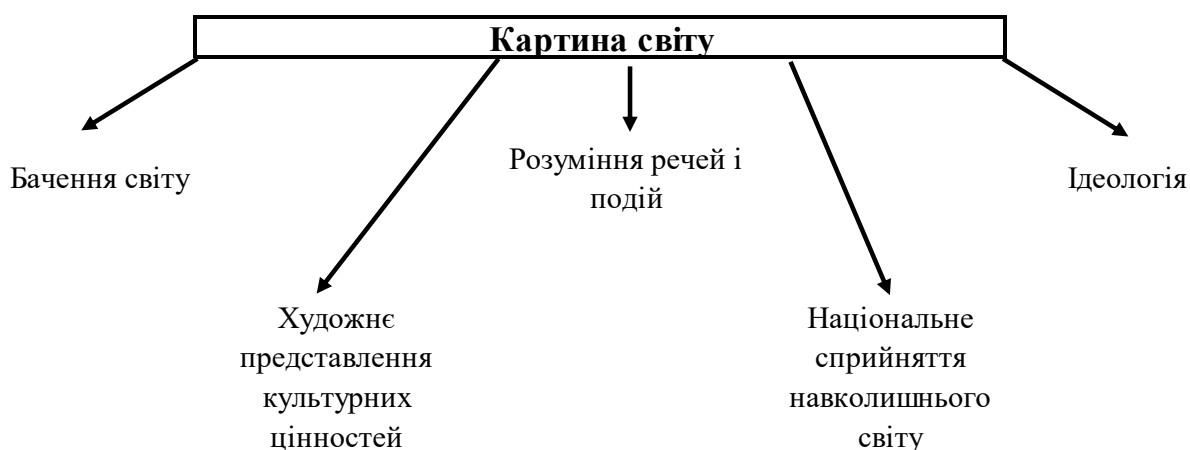 Картина світу
Бачення світу
Розуміння речей і
подій
Ідеологія
Художнє
представлення
культурних
цінностей
Національне
сприйняття
навколишнього
світу